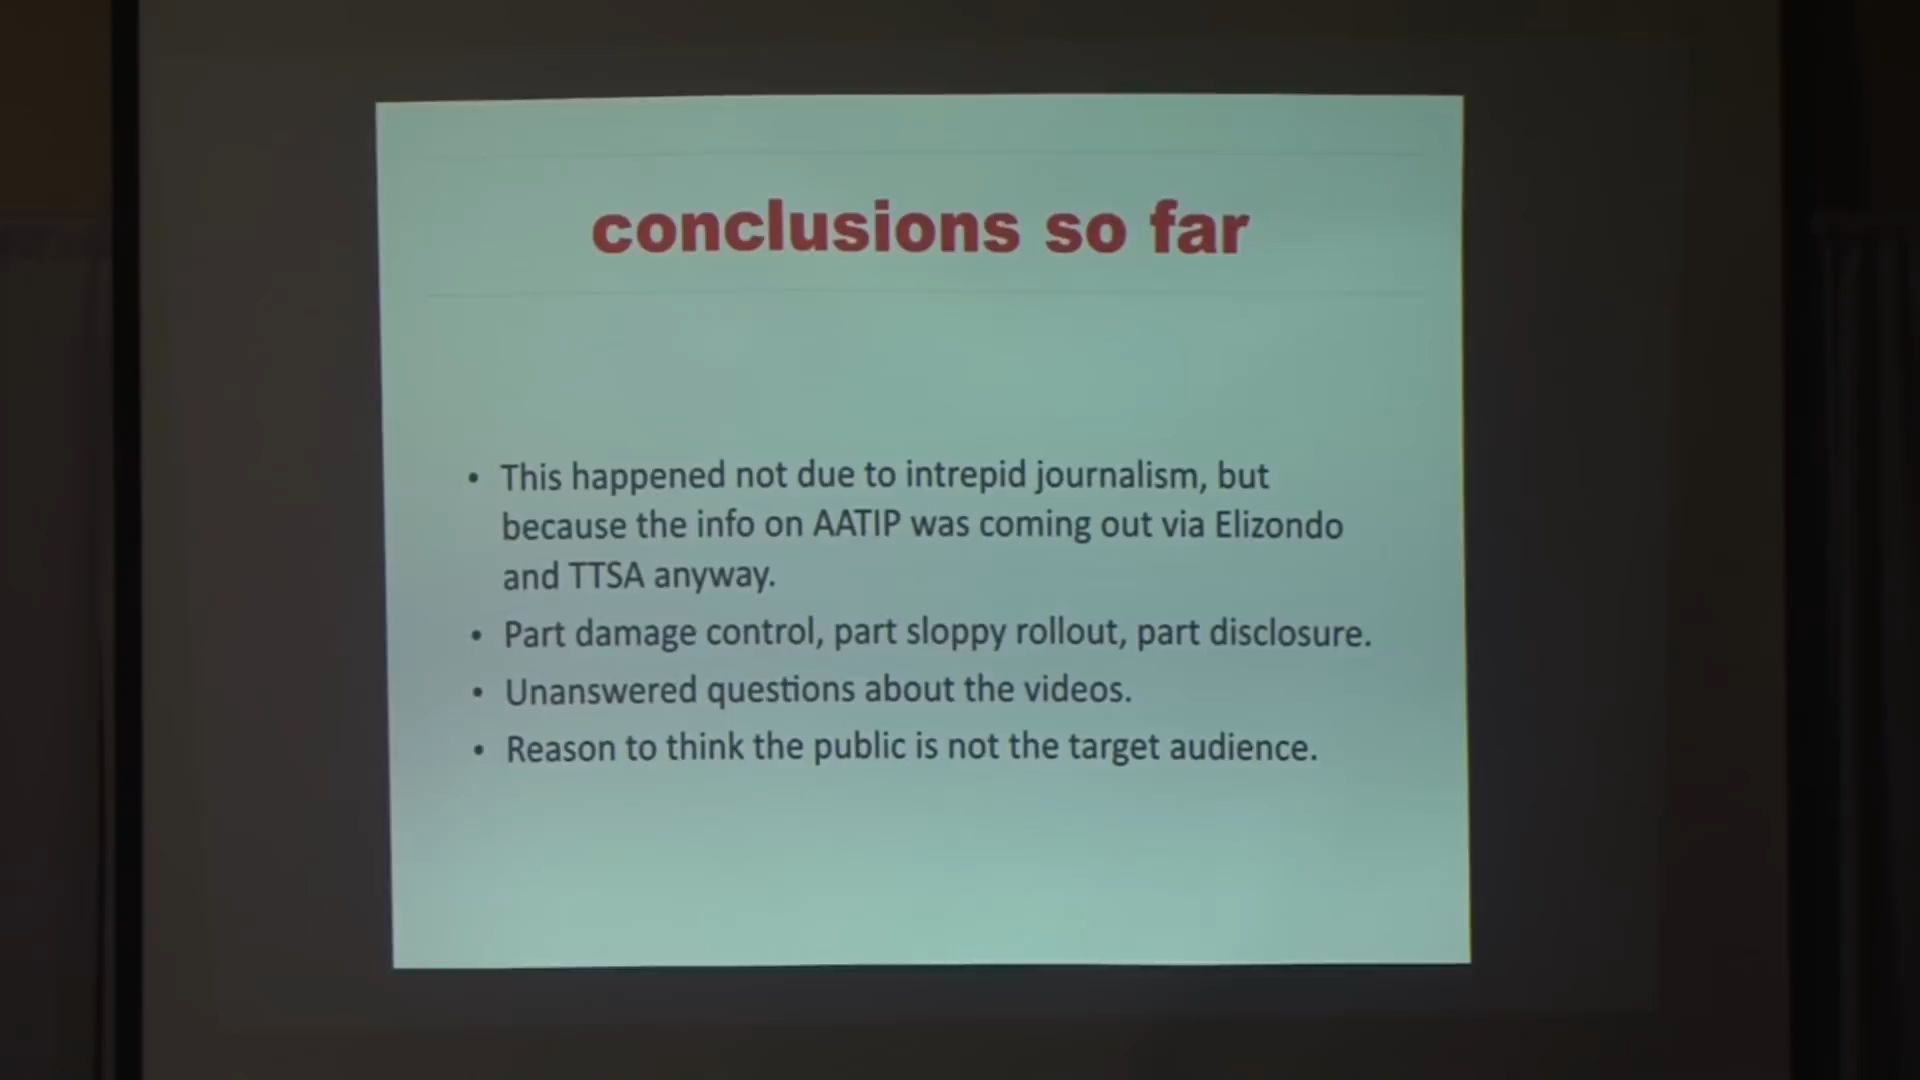 conclusions so far
• This happened not due to intrepid journalism, but
because the info on AATIP was coming out via Elizondo
and TTSA anyway.
• Part damage control, part sloppy rollout, part disclosure.
• Unanswered questions about the videos.
• Reason to think the public is not the target audience.